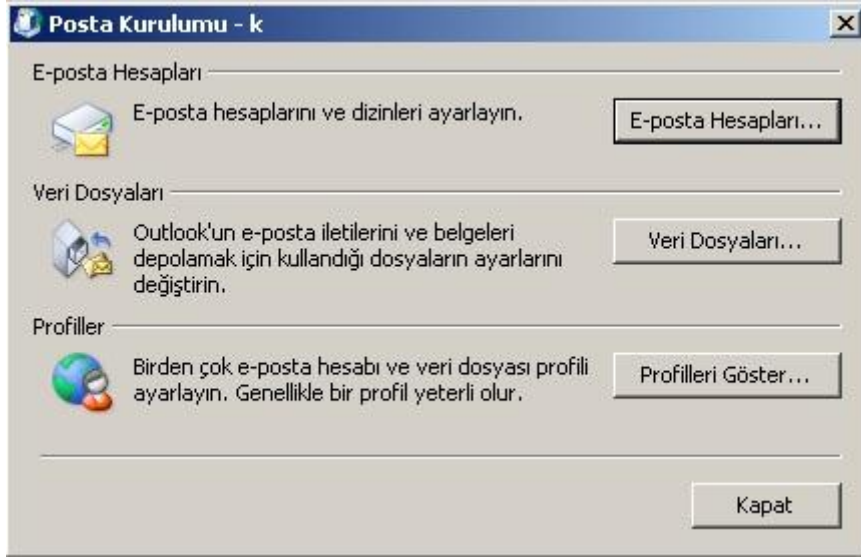 Posta Kurulumu - k
E-posta Hesapları
E-posta hesaplarını ve dizinleri ayarlayın.
E-posta Hesapları...
Veri Dosyaları
Outlook'un e-posta iletilerini ve belgeleri
depolamak için kullandığı dosyaların ayarlarını
değiştirin.
Veri Dosyaları...
Profiller
Birden çok e-posta hesabı ve veri dosyası profili
ayarlayın. Genellikle bir profil yeterli olur.
Profilleri Göster...
Kapat